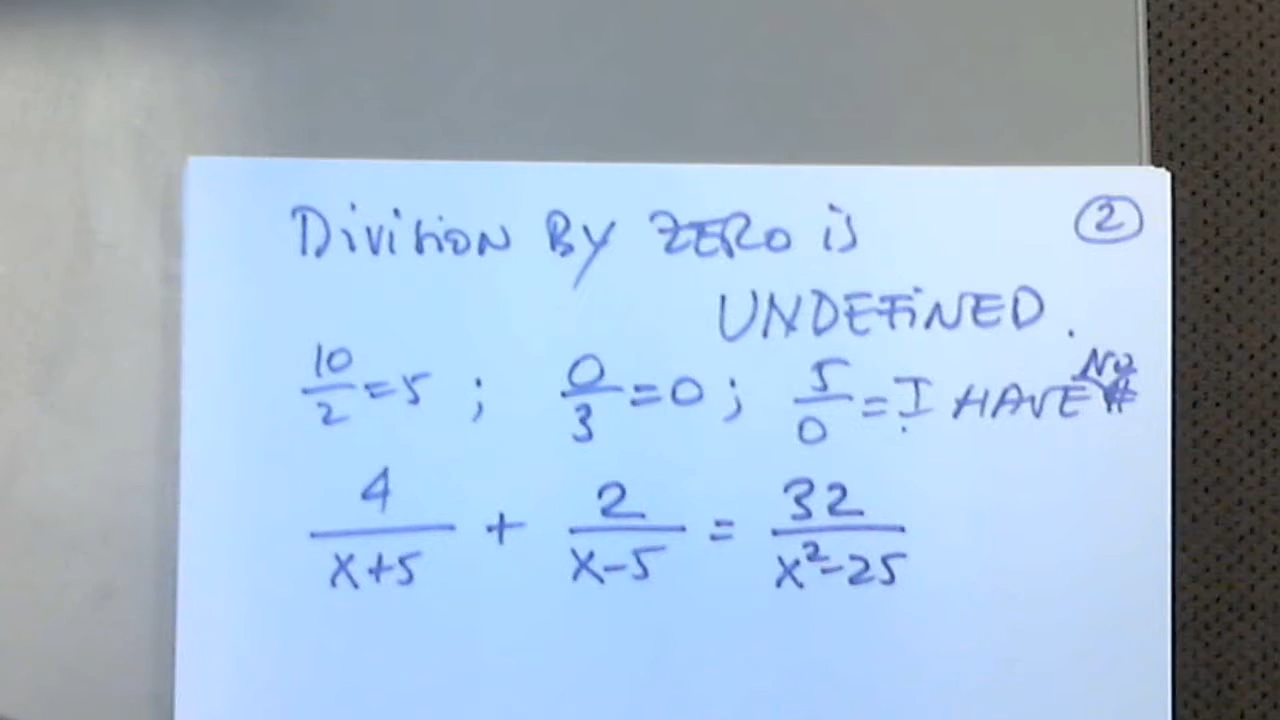 Division By ZERO is ②
UNDEFINED.
10/2 = 5 ; 0/3 = 0 ; 5/0 = I HAVE NO #
4/(x+5) + 2/(x-5) = 32/(x²-25)